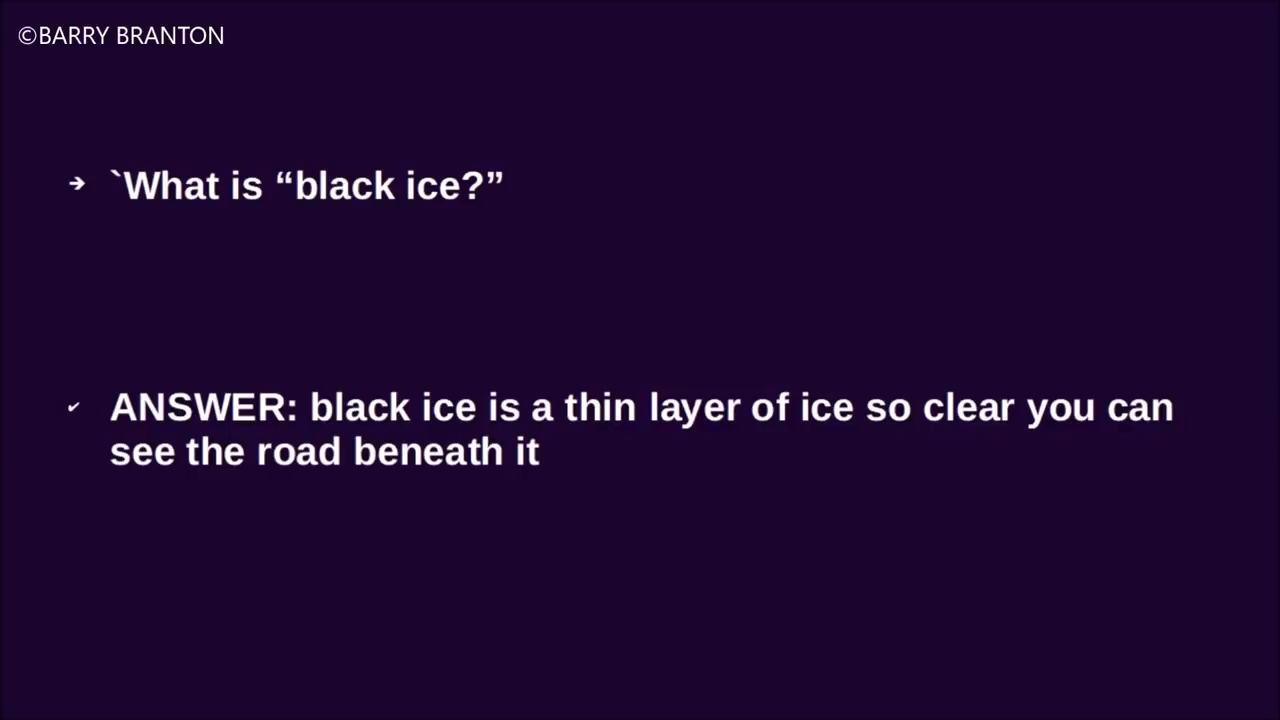 ©BARRY BRANTON
➔ `What is “black ice?”
✔ ANSWER: black ice is a thin layer of ice so clear you can
see the road beneath it